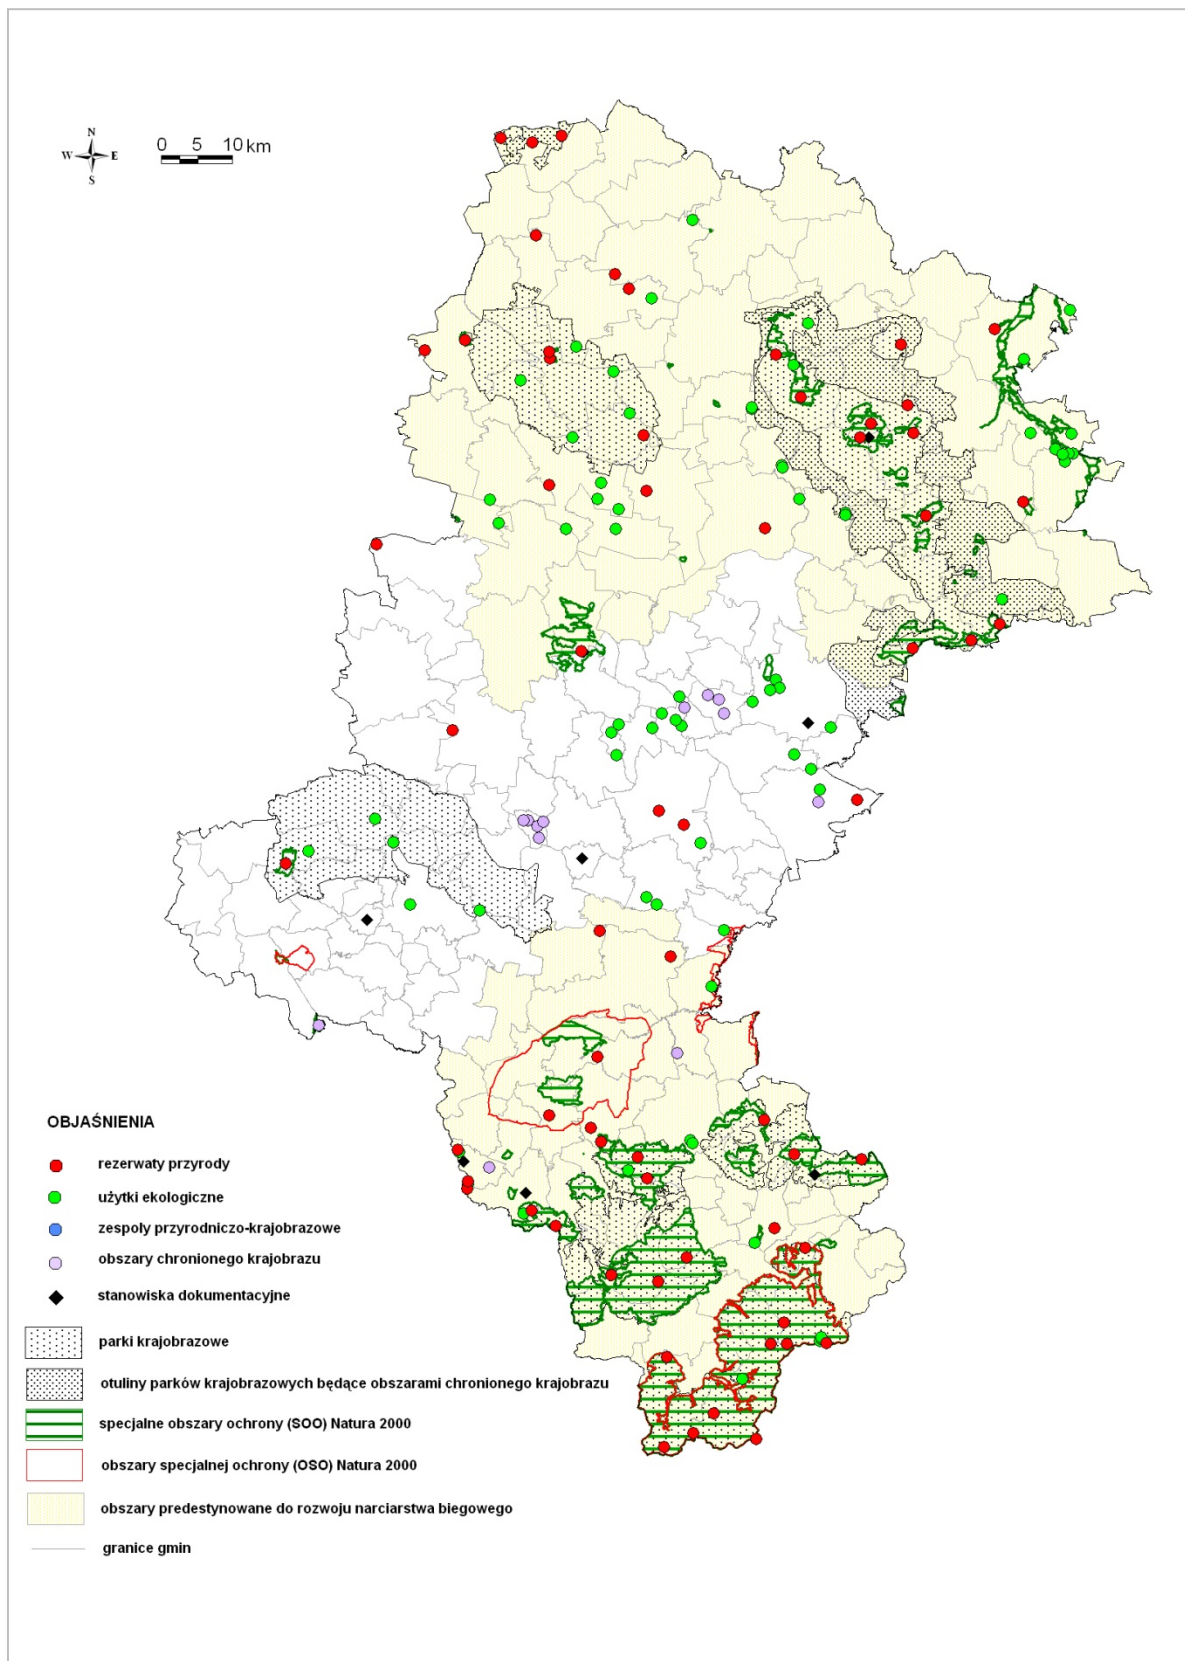 N
W E
S
0 5 10 km
OBJAŚNIENIA
rezerwaty przyrody
użytki ekologiczne
zespoły przyrodniczo-krajobrazowe
obszary chronionego krajobrazu
stanowiska dokumentacyjne
parki krajobrazowe
otuliny parków krajobrazowych będące obszarami chronionego krajobrazu
specjalne obszary ochrony (SOO) Natura 2000
obszary specjalnej ochrony (OSO) Natura 2000
obszary predestynowane do rozwoju narciarstwa biegowego
granice gmin